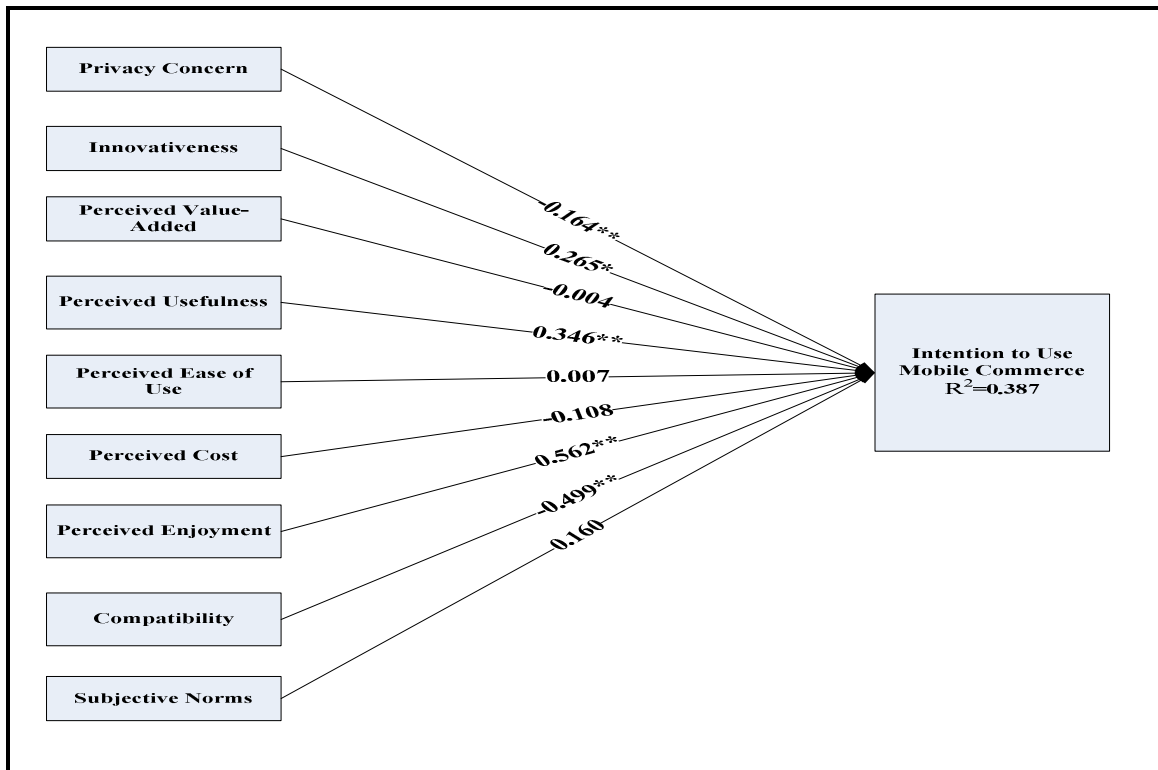 Privacy Concern
Innovativeness
Perceived Value-
Added
Perceived Usefulness
Perceived Ease of
Use
Perceived Cost
Perceived Enjoyment
Compatibility
Subjective Norms
-0.164**
0.265*
-0.004
0.346**
0.007
-0.108
0.562**
-0.499**
0.160
Intention to Use
Mobile Commerce
R²=0.387